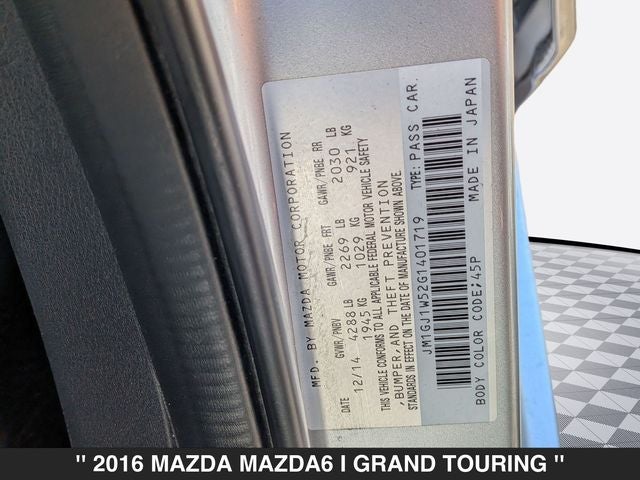 MFD. BY MAZDA MOTOR CORPORATION
DATE GVWR/PNBV GAWR/PNBE FRT GAWR/PNBE RR
12/14 4288 LB 2269 LB 2030 LB
1945 KG 1029 KG 921 KG
THIS VEHICLE CONFORMS TO ALL APPLICABLE FEDERAL MOTOR VEHICLE SAFETY
,BUMPER,AND THEFT PREVENTION
STANDARDS IN EFFECT ON THE DATE OF MANUFACTURE SHOWN ABOVE.
JM1GJ1W52G1401719 TYPE: PASS CAR.
BODY COLOR CODE;45P MADE IN JAPAN
" 2016 MAZDA MAZDA6 I GRAND TOURING "